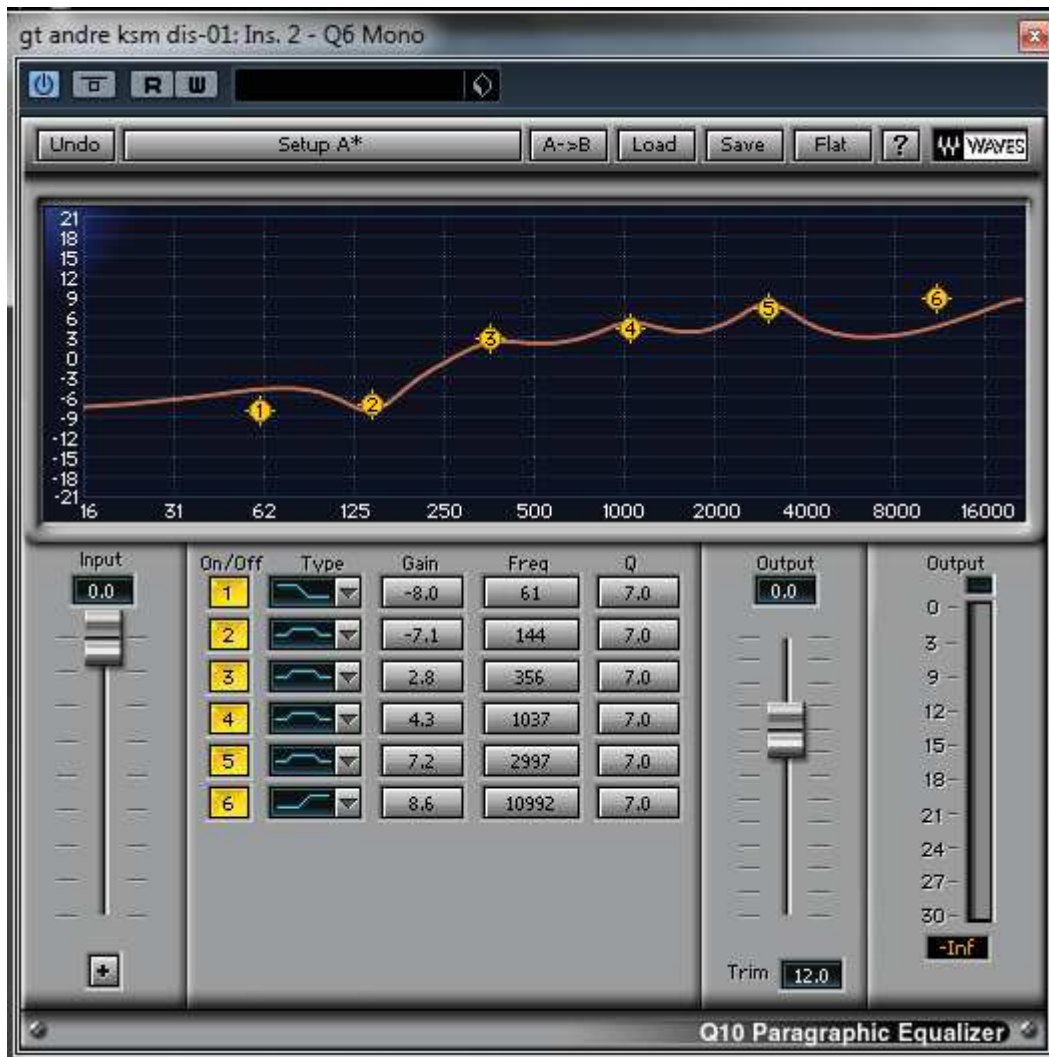 gt andre ksm dis-01: Ins. 2 - Q6 Mono
R W
Undo Setup A* A->B Load Save Flat ? WAVES
21
18
15
12
9
6
3
0
-3
-6
-9
-12
-15
-18
-21
1 2 3 4 5 6
16 31 62 125 250 500 1000 2000 4000 8000 16000
Input On/Off Type Gain Freq Q Output Output
0.0 1 -8.0 61 7.0 0.0
2 -7.1 144 7.0
3 2.8 356 7.0
4 4.3 1037 7.0
5 7.2 2997 7.0
6 8.6 10992 7.0
0
3
9
12
15
18
21
24
27
30
-Inf
Trim 12.0
Q10 Paragraphic Equalizer